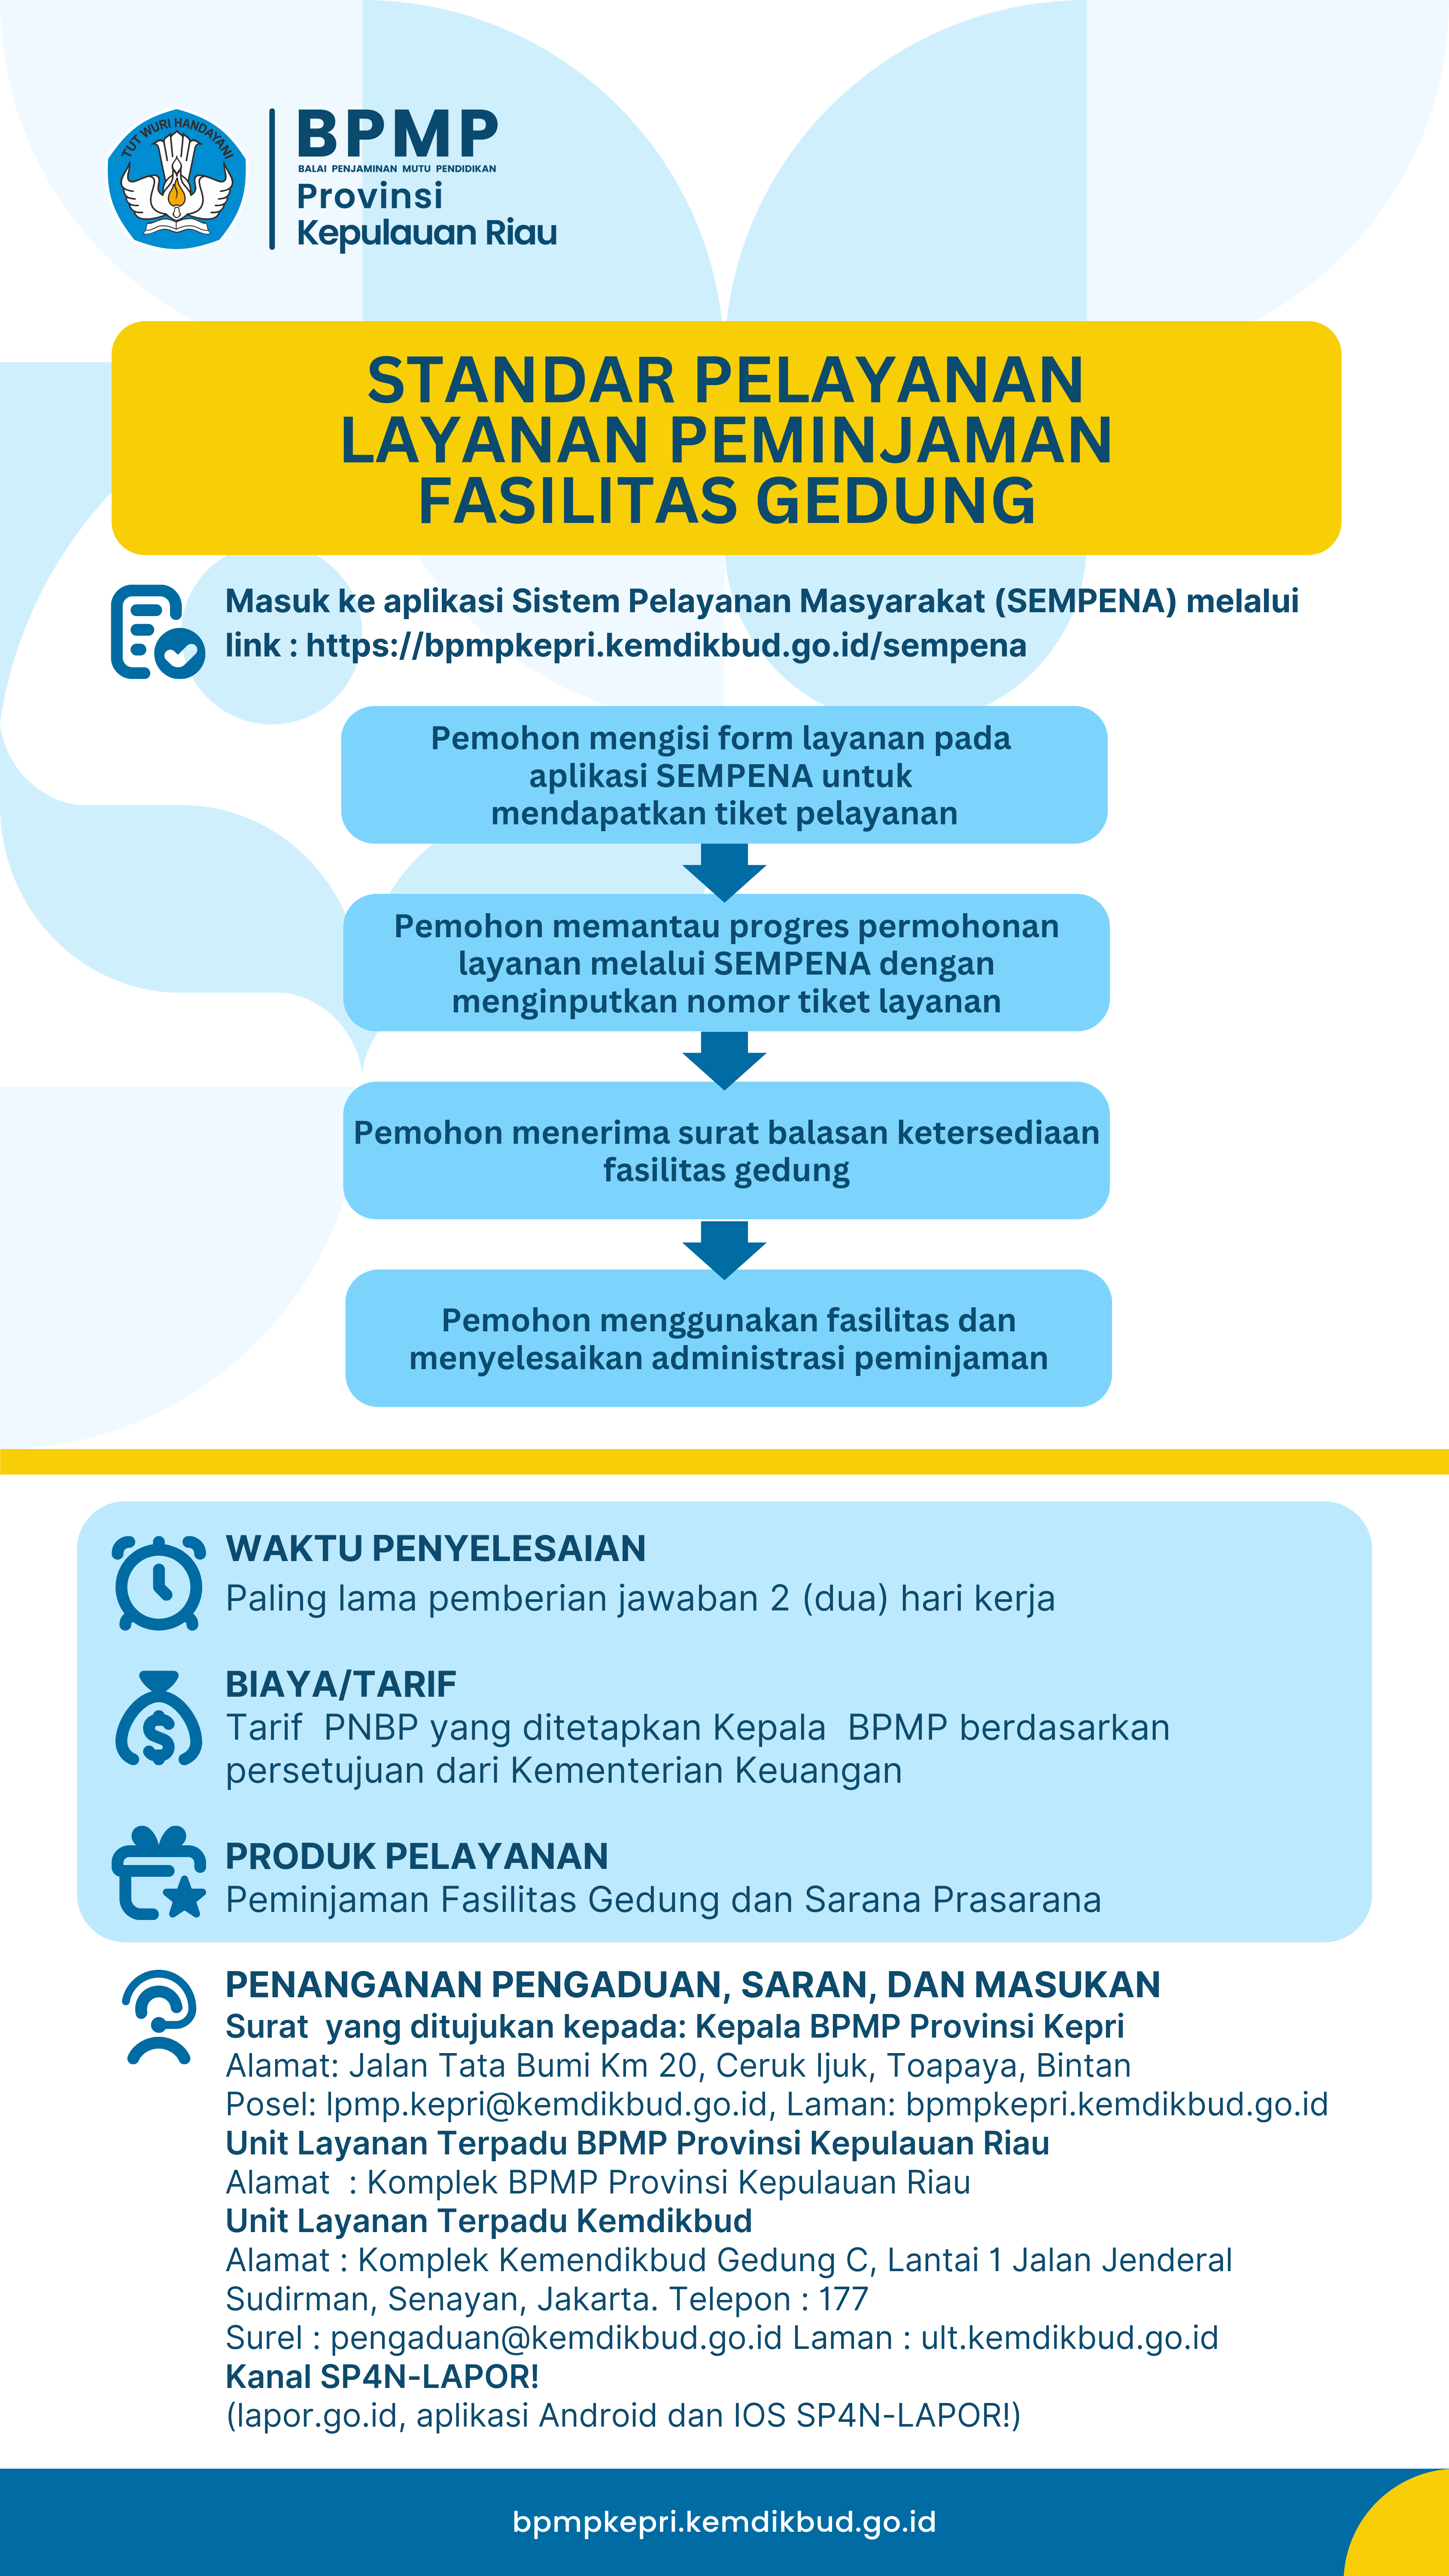 TUT WURI HANDAYANI
BPMP
BALAI PENJAMINAN MUTU PENDIDIKAN
Provinsi
Kepulauan Riau
STANDAR PELAYANAN
LAYANAN PEMINJAMAN
FASILITAS GEDUNG
Masuk ke aplikasi Sistem Pelayanan Masyarakat (SEMPENA) melalui
link : https://bpmpkepri.kemdikbud.go.id/sempena
Pemohon mengisi form layanan pada
aplikasi SEMPENA untuk
mendapatkan tiket pelayanan
Pemohon memantau progres permohonan
layanan melalui SEMPENA dengan
menginputkan nomor tiket layanan
Pemohon menerima surat balasan ketersediaan
fasilitas gedung
Pemohon menggunakan fasilitas dan
menyelesaikan administrasi peminjaman
WAKTU PENYELESAIAN
Paling lama pemberian jawaban 2 (dua) hari kerja
BIAYA/TARIF
Tarif PNBP yang ditetapkan Kepala BPMP berdasarkan
persetujuan dari Kementerian Keuangan
PRODUK PELAYANAN
Peminjaman Fasilitas Gedung dan Sarana Prasarana
PENANGANAN PENGADUAN, SARAN, DAN MASUKAN
Surat yang ditujukan kepada: Kepala BPMP Provinsi Kepri
Alamat: Jalan Tata Bumi Km 20, Ceruk Ijuk, Toapaya, Bintan
Posel: lpmp.kepri@kemdikbud.go.id, Laman: bpmpkepri.kemdikbud.go.id
Unit Layanan Terpadu BPMP Provinsi Kepulauan Riau
Alamat : Komplek BPMP Provinsi Kepulauan Riau
Unit Layanan Terpadu Kemdikbud
Alamat : Komplek Kemendikbud Gedung C, Lantai 1 Jalan Jenderal
Sudirman, Senayan, Jakarta. Telepon : 177
Surel : pengaduan@kemdikbud.go.id Laman : ult.kemdikbud.go.id
Kanal SP4N-LAPOR!
(lapor.go.id, aplikasi Android dan IOS SP4N-LAPOR!)
bpmpkepri.kemdikbud.go.id